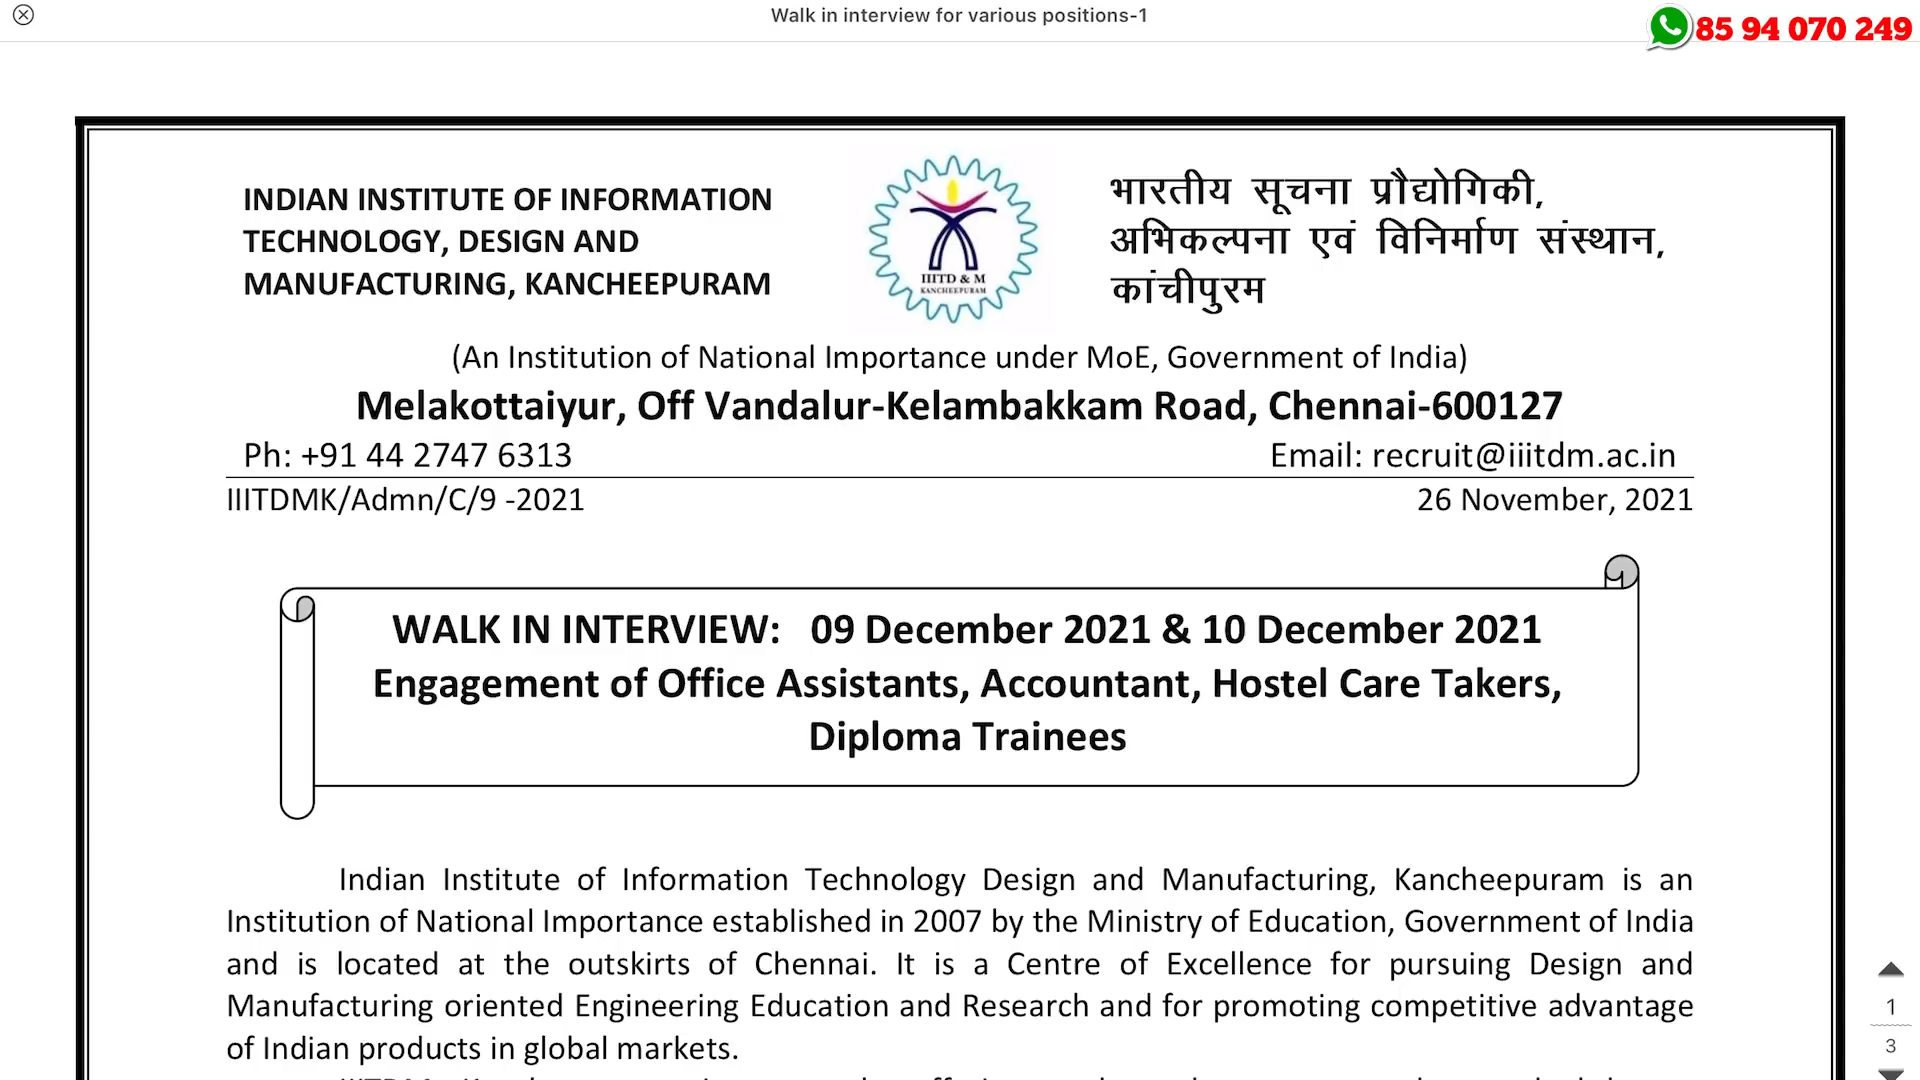 Walk in interview for various positions-1
85 94 070 249
INDIAN INSTITUTE OF INFORMATION
TECHNOLOGY, DESIGN AND
MANUFACTURING, KANCHEEPURAM
IIITD & M
KANCHEEPURAM
भारतीय सूचना प्रौद्योगिकी,
अभिकल्पना एवं विनिर्माण संस्थान,
कांचीपुरम
(An Institution of National Importance under MoE, Government of India)
Melakottaiyur, Off Vandalur-Kelambakkam Road, Chennai-600127
Ph: +91 44 2747 6313 Email: recruit@iiitdm.ac.in
IIITDMK/Admn/C/9 -2021 26 November, 2021
WALK IN INTERVIEW: 09 December 2021 & 10 December 2021
Engagement of Office Assistants, Accountant, Hostel Care Takers,
Diploma Trainees
Indian Institute of Information Technology Design and Manufacturing, Kancheepuram is an
Institution of National Importance established in 2007 by the Ministry of Education, Government of India
and is located at the outskirts of Chennai. It is a Centre of Excellence for pursuing Design and
Manufacturing oriented Engineering Education and Research and for promoting competitive advantage
of Indian products in global markets.
1
3